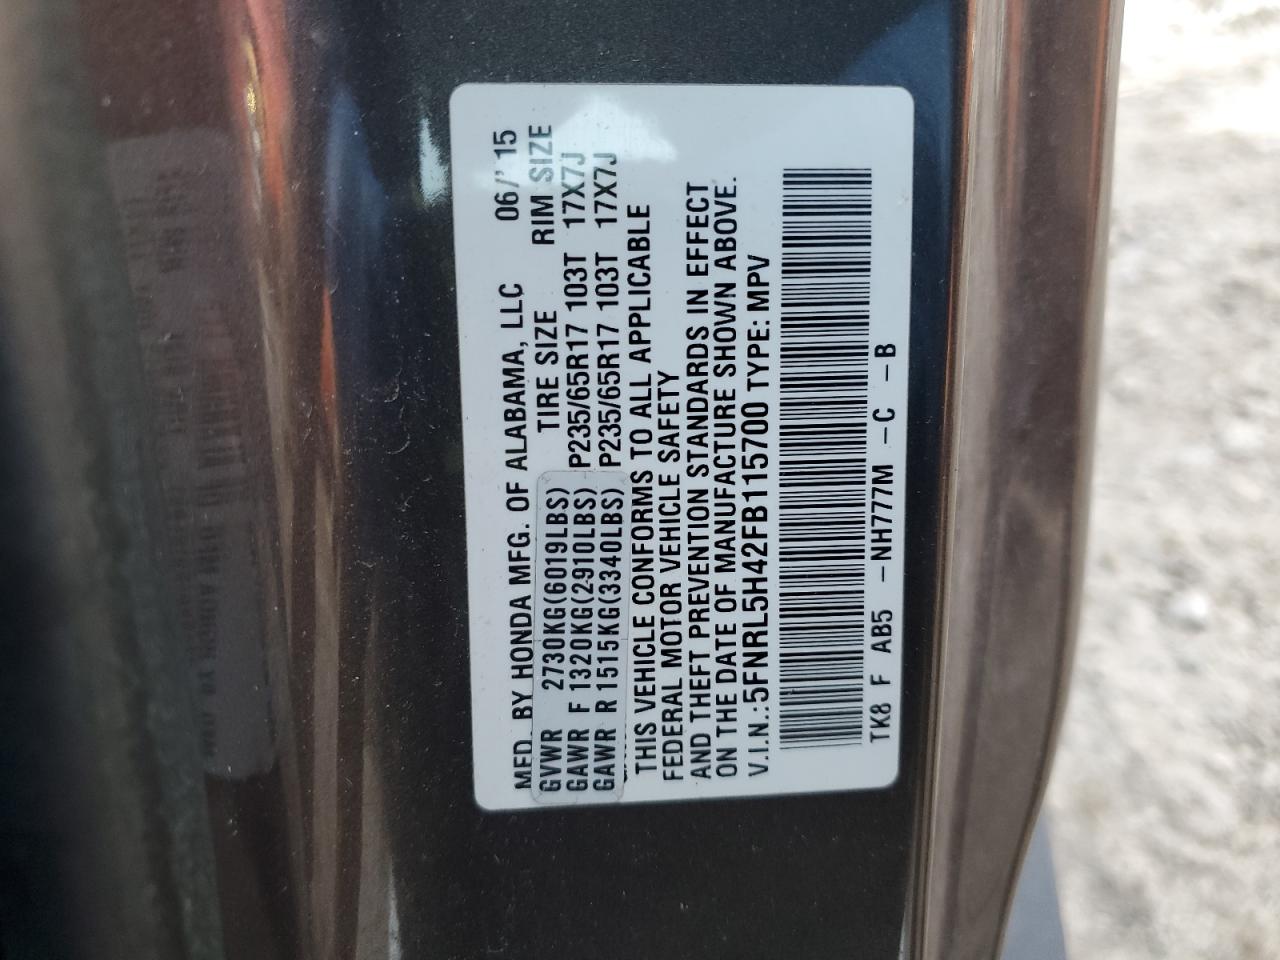 MFD. BY HONDA MFG. OF ALABAMA, LLC 06/'15
GVWR 2730KG(6019LBS) TIRE SIZE RIM SIZE
GAWR F 1320KG(2910LBS) P235/65R17 103T 17X7J
GAWR R 1515KG(3340LBS) P235/65R17 103T 17X7J
THIS VEHICLE CONFORMS TO ALL APPLICABLE
FEDERAL MOTOR VEHICLE SAFETY
AND THEFT PREVENTION STANDARDS IN EFFECT
ON THE DATE OF MANUFACTURE SHOWN ABOVE.
V.I.N.:5FNRL5H42FB115700 TYPE: MPV
TK8 F AB5 -NH777M -C -B